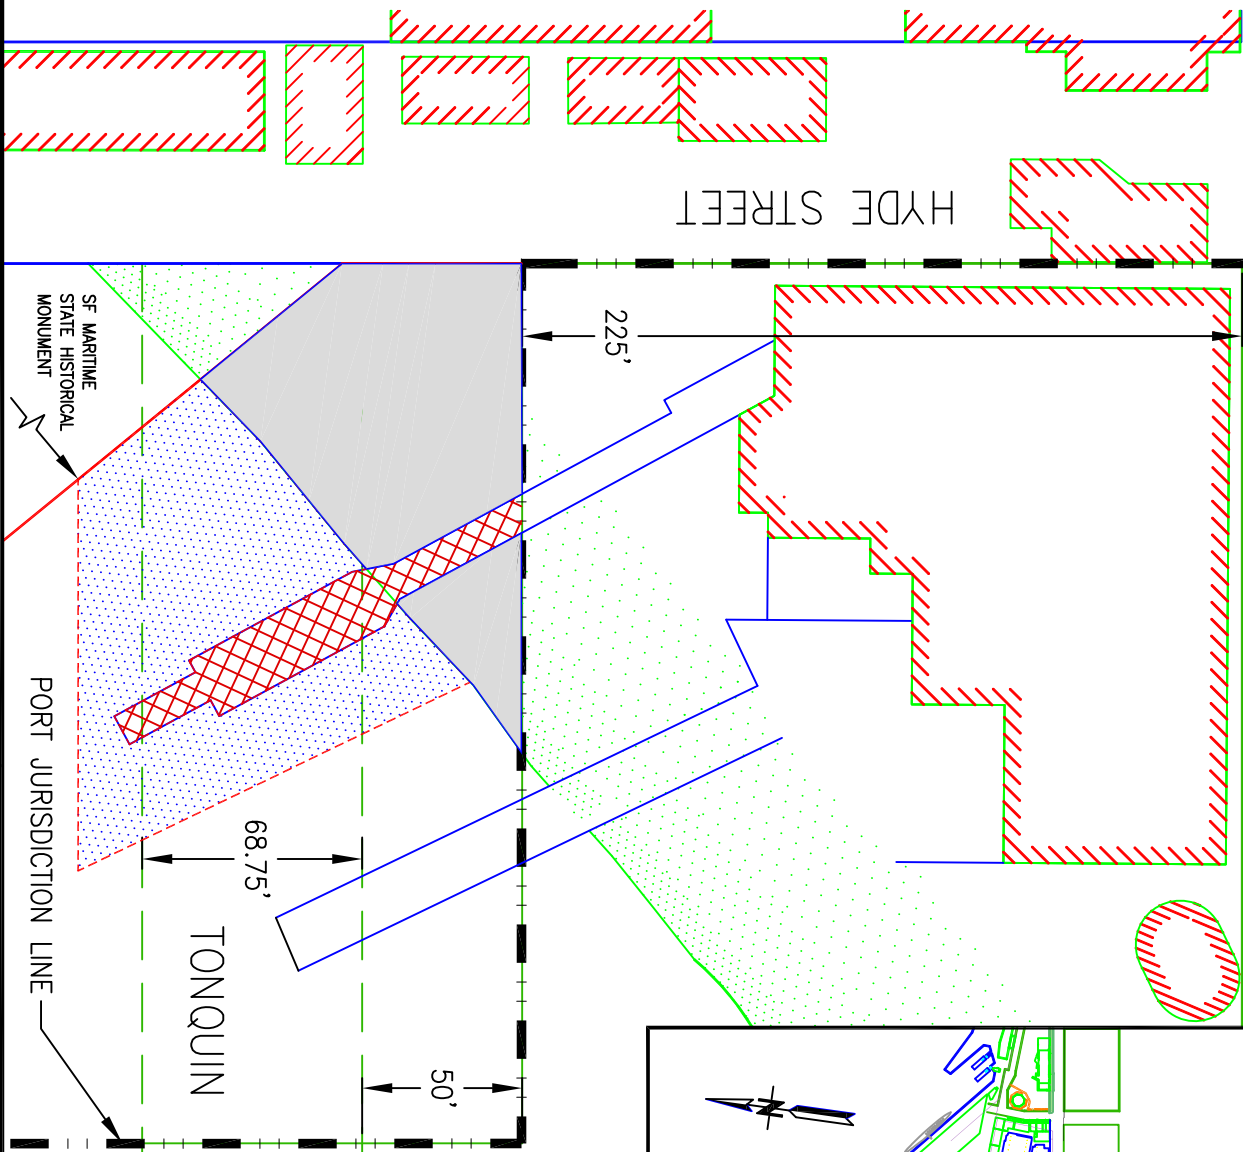 HYDE STREET
225'
SF MARITIME
STATE HISTORICAL
MONUMENT
68.75'
TONQUIN
50'
PORT JURISDICTION LINE